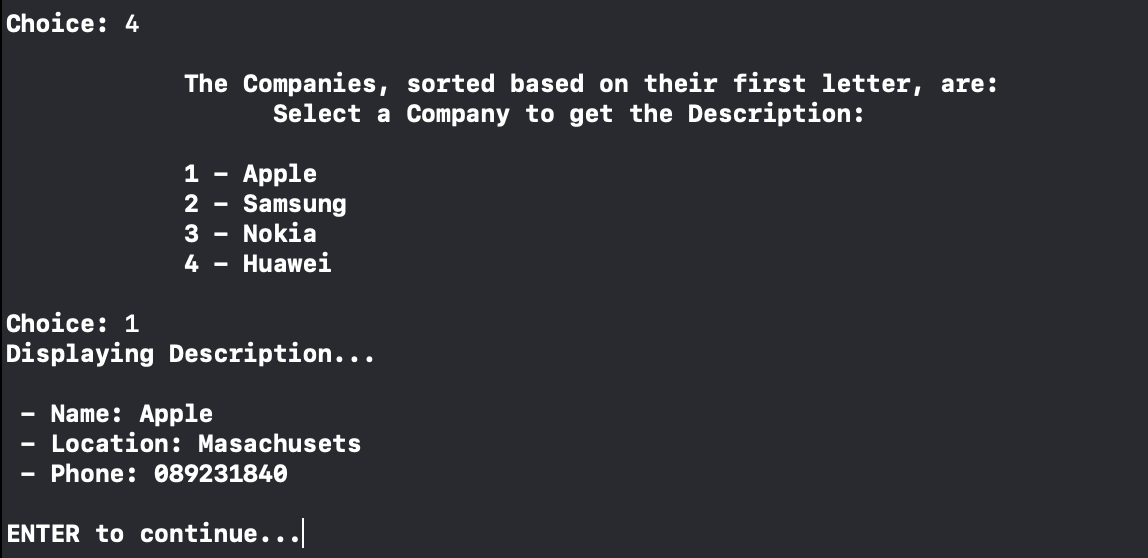 Choice: 4
The Companies, sorted based on their first letter, are:
Select a Company to get the Description:
1 – Apple
2 – Samsung
3 – Nokia
4 – Huawei
Choice: 1
Displaying Description...
– Name: Apple
– Location: Masachusets
– Phone: 089231840
ENTER to continue...